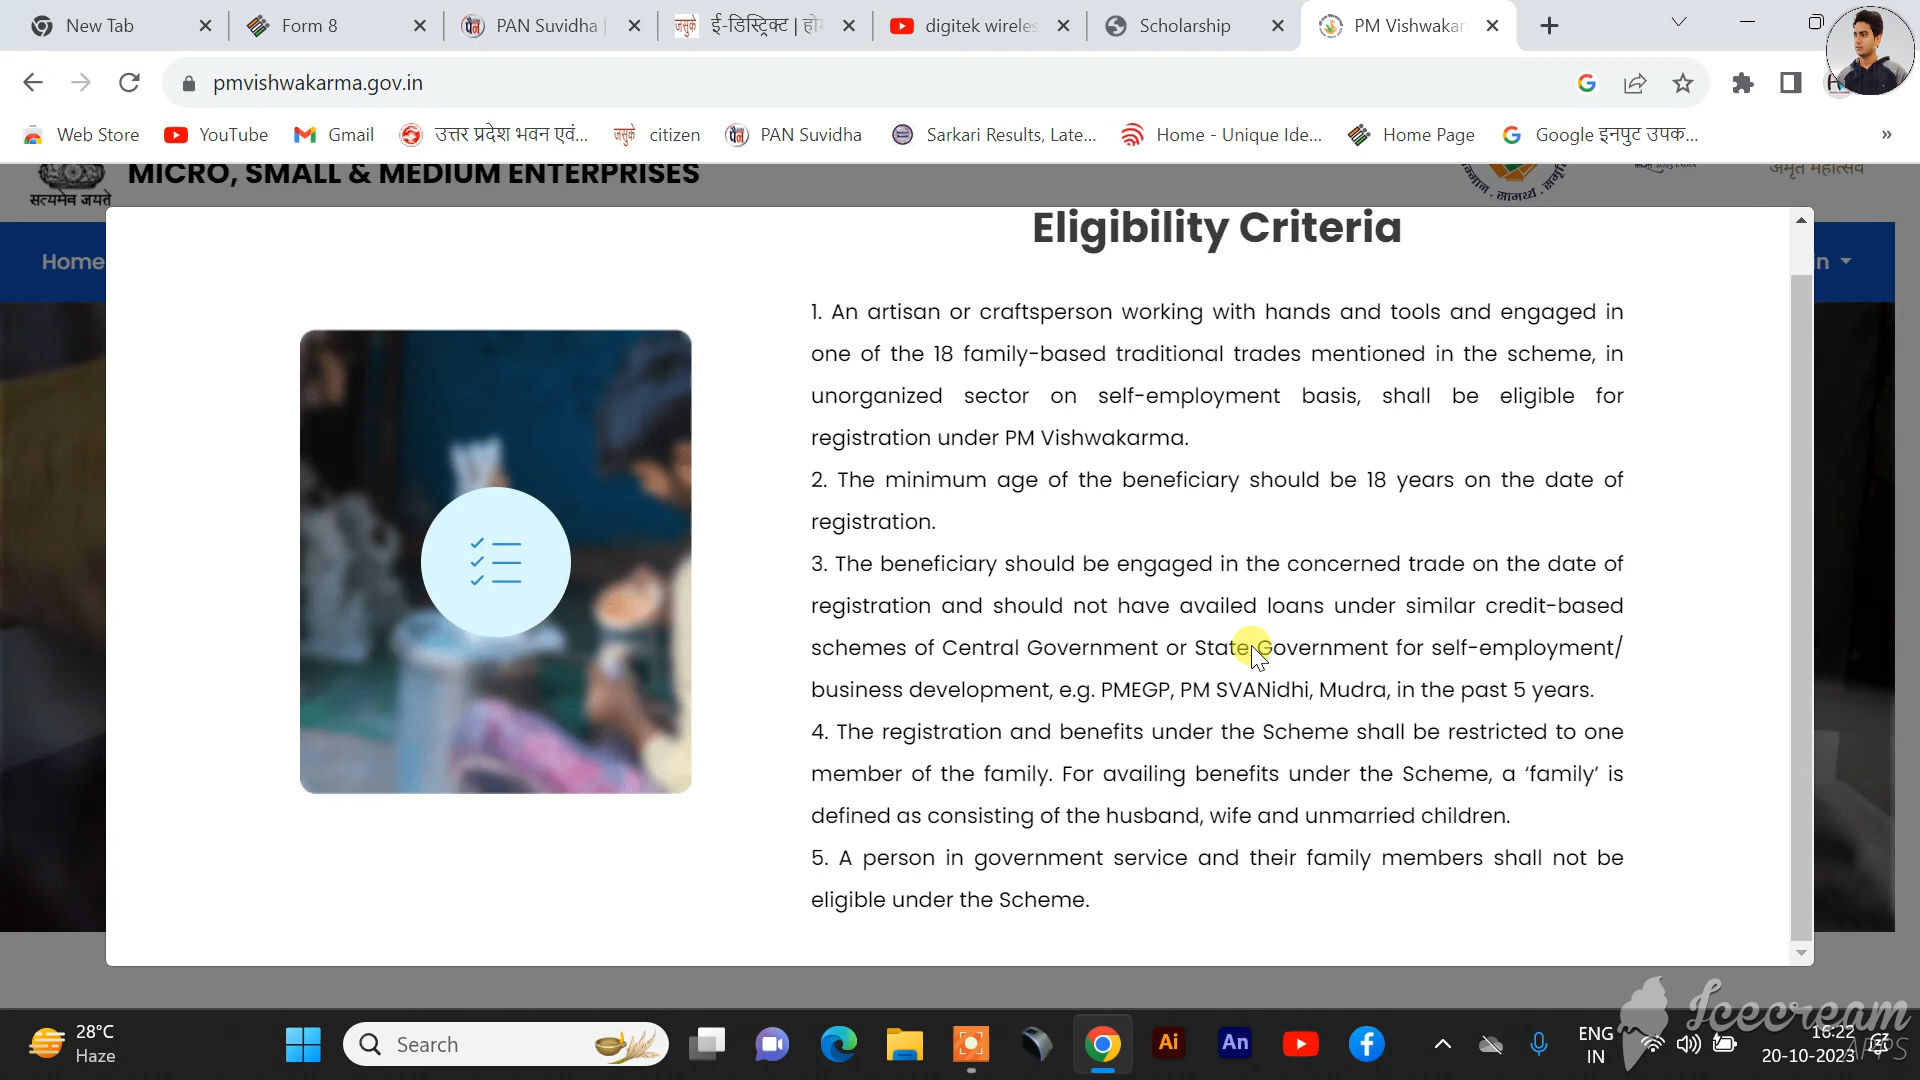 New Tab
Form 8
PAN Suvidha
ई-डिस्ट्रिक्ट | हो
digitek wireles
Scholarship
PM Vishwakar
pmvishwakarma.gov.in
Web Store
YouTube
Gmail
उत्तर प्रदेश भवन एवं...
जसुके
citizen
PAN Suvidha
Sarkari Results, Late...
Home - Unique Ide...
Home Page
Google इनपुट उपक...
»
MICRO, SMALL & MEDIUM ENTERPRISES
सत्यमेव जयते
अमृत महोत्सव
Home
in
Eligibility Criteria
1. An artisan or craftsperson working with hands and tools and engaged in
one of the 18 family-based traditional trades mentioned in the scheme, in
unorganized sector on self-employment basis, shall be eligible for
registration under PM Vishwakarma.
2. The minimum age of the beneficiary should be 18 years on the date of
registration.
3. The beneficiary should be engaged in the concerned trade on the date of
registration and should not have availed loans under similar credit-based
schemes of Central Government or State Government for self-employment/
business development, e.g. PMEGP, PM SVANidhi, Mudra, in the past 5 years.
4. The registration and benefits under the Scheme shall be restricted to one
member of the family. For availing benefits under the Scheme, a ‘family’ is
defined as consisting of the husband, wife and unmarried children.
5. A person in government service and their family members shall not be
eligible under the Scheme.
Icecream
APPS
28°C
Haze
Search
Ai
An
ENG
IN
16:22
20-10-2023